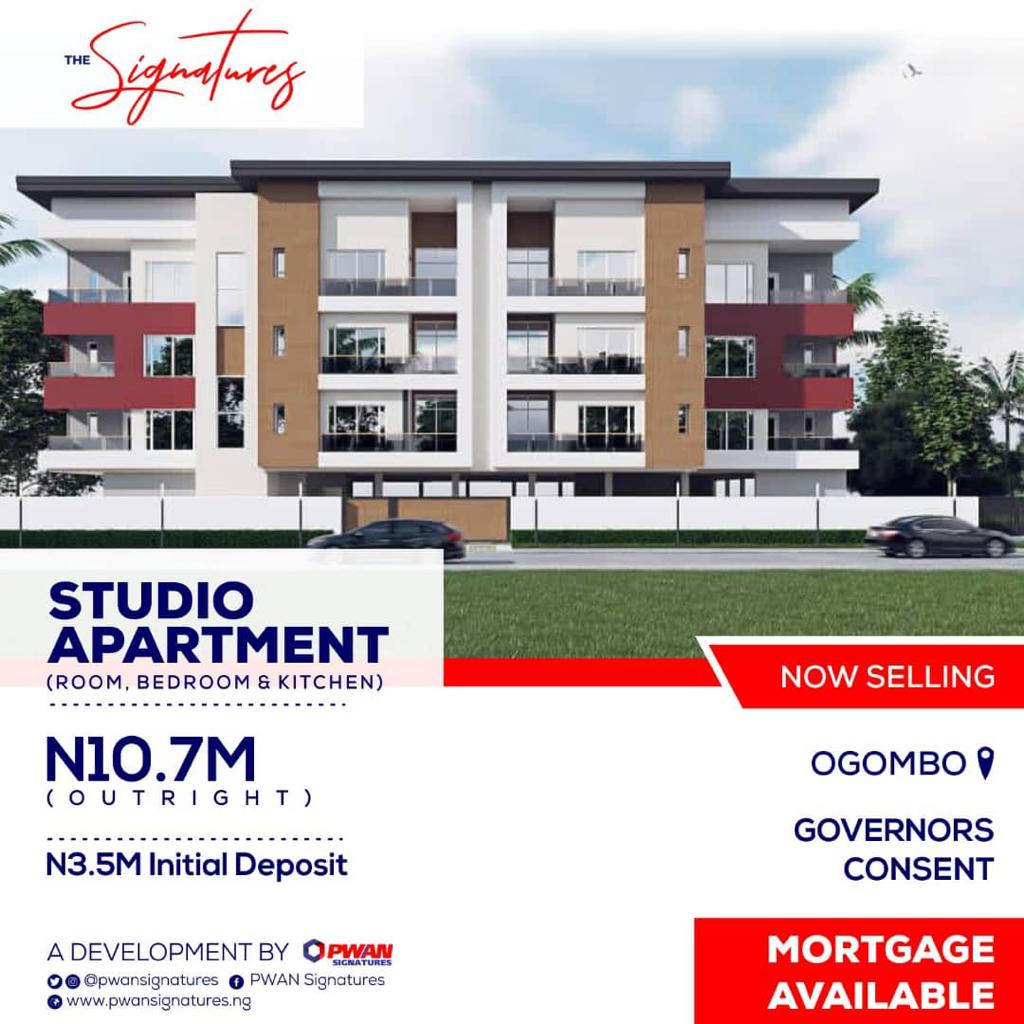 THE Signatures
STUDIO
APARTMENT
(ROOM, BEDROOM & KITCHEN)
N10.7M
(OUTRIGHT)
N3.5M Initial Deposit
NOW SELLING
OGOMBO
GOVERNORS
CONSENT
A DEVELOPMENT BY PWAN
SIGNATURES
@pwansignatures PWAN Signatures
www.pwansignatures.ng
MORTGAGE
AVAILABLE